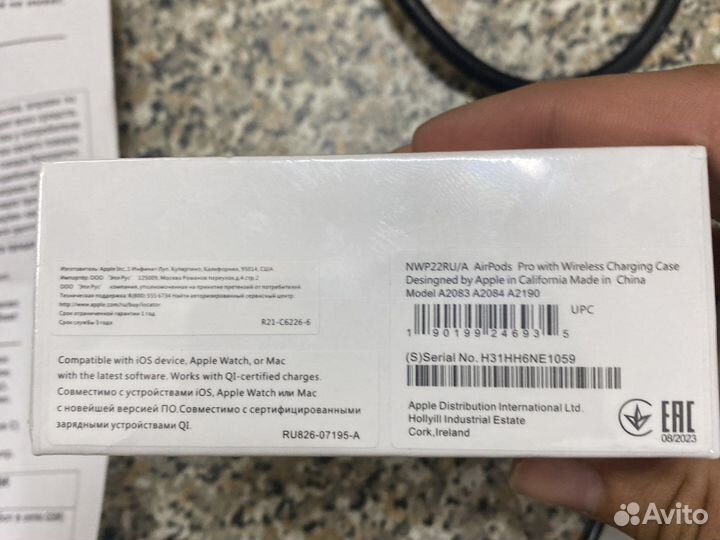 Изготовитель Apple Inc.,1 Инфинит Луп, Купертино, Калифорния, 95014, США
Импортёр: ООО "Эпл Рус" 125009, Москва Романов переулок,д.4 стр.2
ООО "Эпл Рус" компания, уполномоченная на принятие претензий от потребителей
Техническая поддержка 8(800) 555 6734 Найти авторизированный сервисный центр.
http://www.apple.com/ru/buy/locator
Срок ограниченной гарантии 1 год.
Срок службы 3 года.
R21-C6226-6
Compatible with iOS device, Apple Watch, or Mac
with the latest software. Works with QI-certified charges.
Совместимо с устройствами iOS, Apple Watch или Mac
с новейшей версией ПО.Совместимо с сертифицированными
зарядными устройствами QI.
RU826-07195-A
NWP22RU/A AirPods Pro with Wireless Charging Case
Desingned by Apple in California Made in China
Model A2083 A2084 A2190
UPC
1 90199 24693 5
(S)Serial No. H31HH6NE1059
Apple Distribution International Ltd.
Hollyill Industrial Estate
Cork,Ireland
EAC
08/2023
Avito